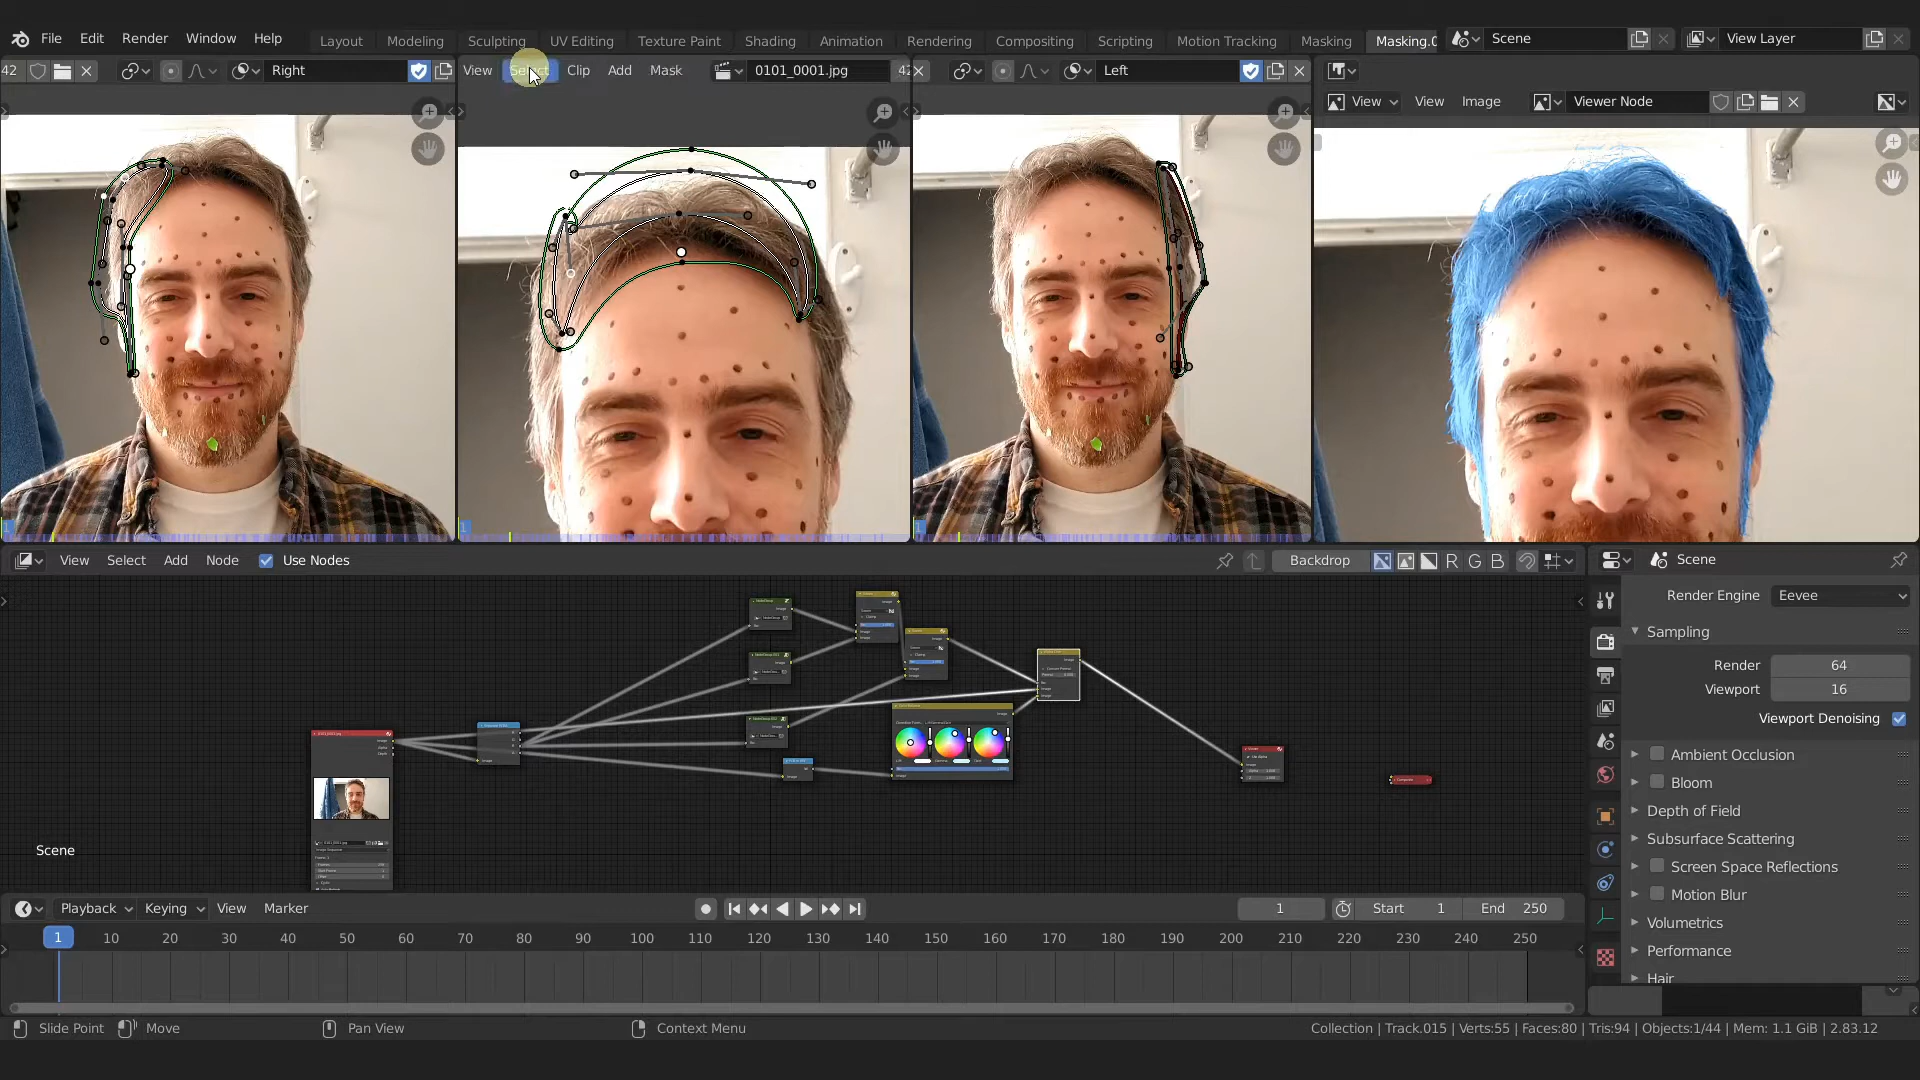 File Edit Render Window Help
Layout Modeling Sculpting UV Editing Texture Paint Shading Animation Rendering Compositing Scripting Motion Tracking Masking Masking.0
Scene
View Layer
42
Right
View Select Clip Add Mask
0101_0001.jpg
42
Left
View View Image
Viewer Node
1
1
View Select Add Node Use Nodes
Backdrop
R G B
Scene
Render Engine Eevee
Sampling
Render 64
Viewport 16
Viewport Denoising
Ambient Occlusion
Bloom
Depth of Field
Subsurface Scattering
Screen Space Reflections
Motion Blur
Volumetrics
Performance
Hair
Scene
Playback Keying View Marker
1
Start 1 End 250
1 10 20 30 40 50 60 70 80 90 100 110 120 130 140 150 160 170 180 190 200 210 220 230 240 250
Slide Point Move Pan View Context Menu
Collection | Track.015 | Verts:55 | Faces:80 | Tris:94 | Objects:1/44 | Mem: 1.1 GiB | 2.83.12